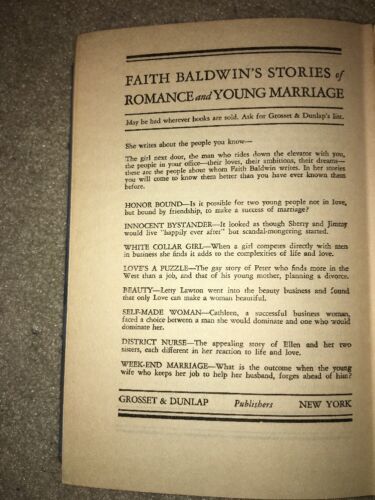 FAITH BALDWIN'S STORIES of
ROMANCE and YOUNG MARRIAGE
May be had wherever books are sold. Ask for Grosset & Dunlap's list.
She writes about the people you know—
The girl next door, the man who rides down the elevator with you,
the people in your office—their loves, their ambitions, their dreams—
these are the people about whom Faith Baldwin writes. In her stories
you will come to know them better than you have ever known them
before.
HONOR BOUND—Is it possible for two young people not in love,
but bound by friendship, to make a success of marriage?
INNOCENT BYSTANDER—It looked as though Sherry and Jimmy
would live "happily ever after" but scandal-mongering started.
WHITE COLLAR GIRL—When a girl competes directly with men
in business she finds it adds to the complexities of life and love.
LOVE'S A PUZZLE—The gay story of Peter who finds more in the
West than a job, and that of his young mother, planning a divorce.
BEAUTY—Letty Lawton went into the beauty business and found
that only Love can make a woman beautiful.
SELF-MADE WOMAN—Cathleen, a successful business woman,
faced a choice between a man she would dominate and one who would
dominate her.
DISTRICT NURSE—The appealing story of Ellen and her two
sisters, each different in her reaction to life and love.
WEEK-END MARRIAGE—What is the outcome when the young
wife who keeps her job to help her husband, forges ahead of him?
GROSSET & DUNLAP Publishers NEW YORK